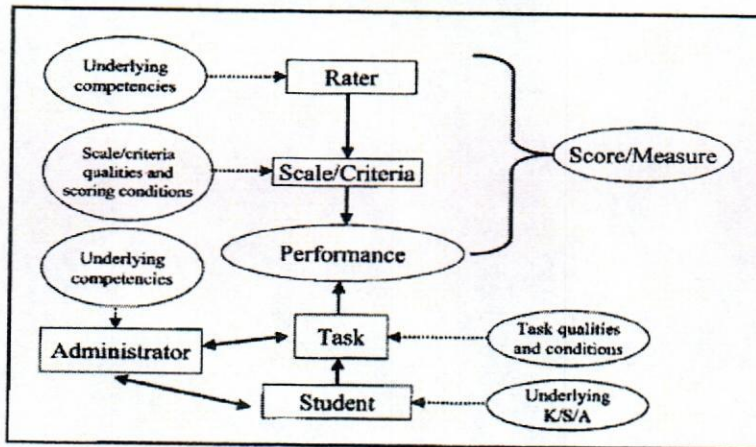 Underlying
competencies
Rater
Scale/criteria
qualities and
scoring conditions
Scale/Criteria
Score/Measure
Underlying
competencies
Performance
Administrator
Task
Task qualities
and conditions
Student
Underlying
K/S/A